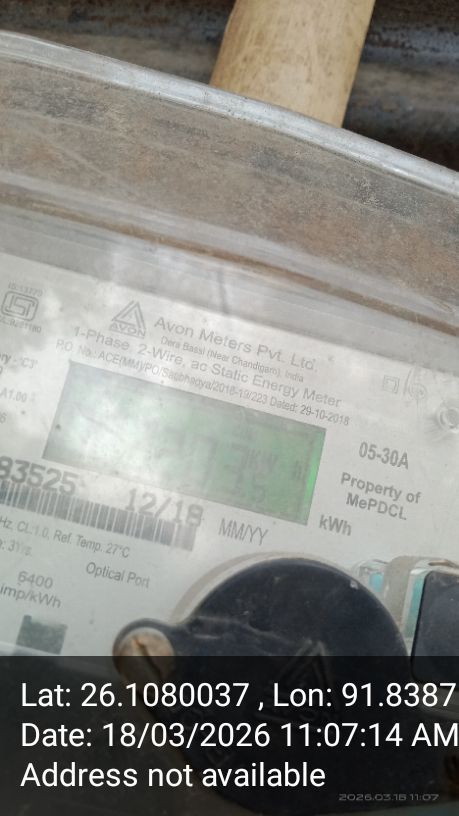 IS:13779
AVON
Avon Meters Pvt. Ltd.
Dera Bassi (Near Chandigarh), India
1-Phase 2-Wire, ac Static Energy Meter
P.O. No.: ACE(MM)/PO/Saubhagya/2018-19/223 Dated: 29-10-2018
05-30A
Property of
MePDCL
kWh
83525
12/18
MM/YY
Hz. CL:1.0, Ref. Temp. 27°C
Optical Port
6400
imp/kWh
Lat: 26.1080037 , Lon: 91.8387
Date: 18/03/2026 11:07:14 AM
Address not available
2026.03.18 11:07